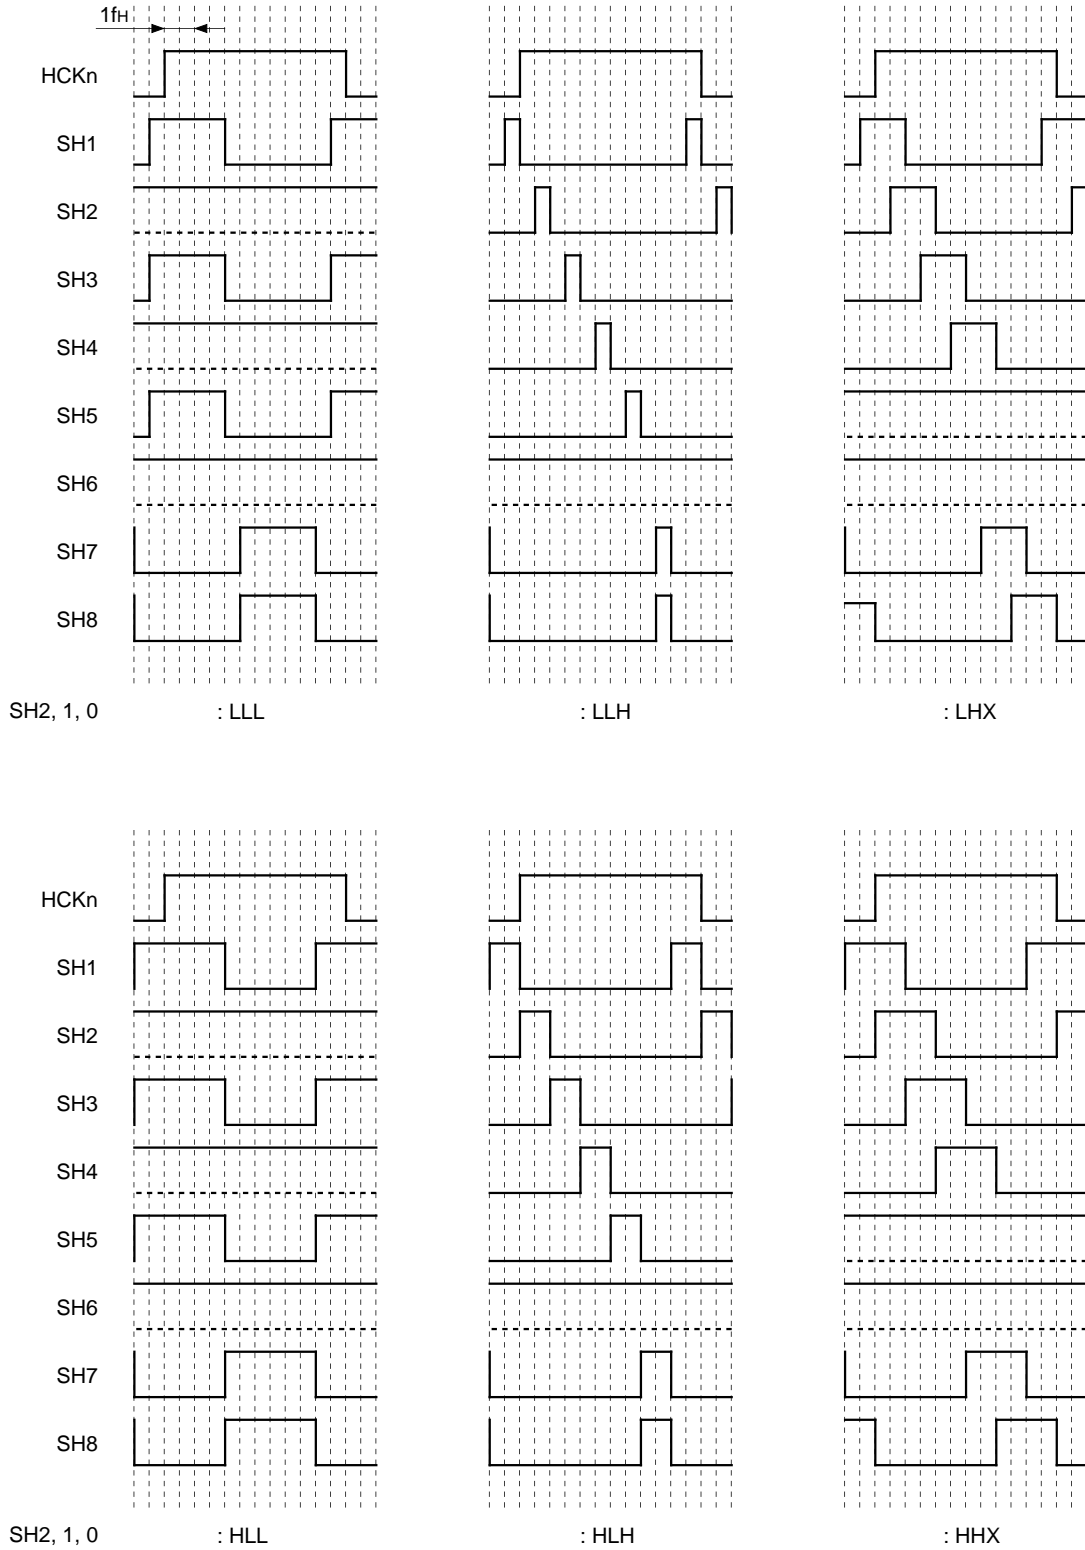 1fH
HCKn
SH1
SH2
SH3
SH4
SH5
SH6
SH7
SH8
SH2, 1, 0 : LLL : LLH : LHX
HCKn
SH1
SH2
SH3
SH4
SH5
SH6
SH7
SH8
SH2, 1, 0 : HLL : HLH : HHX